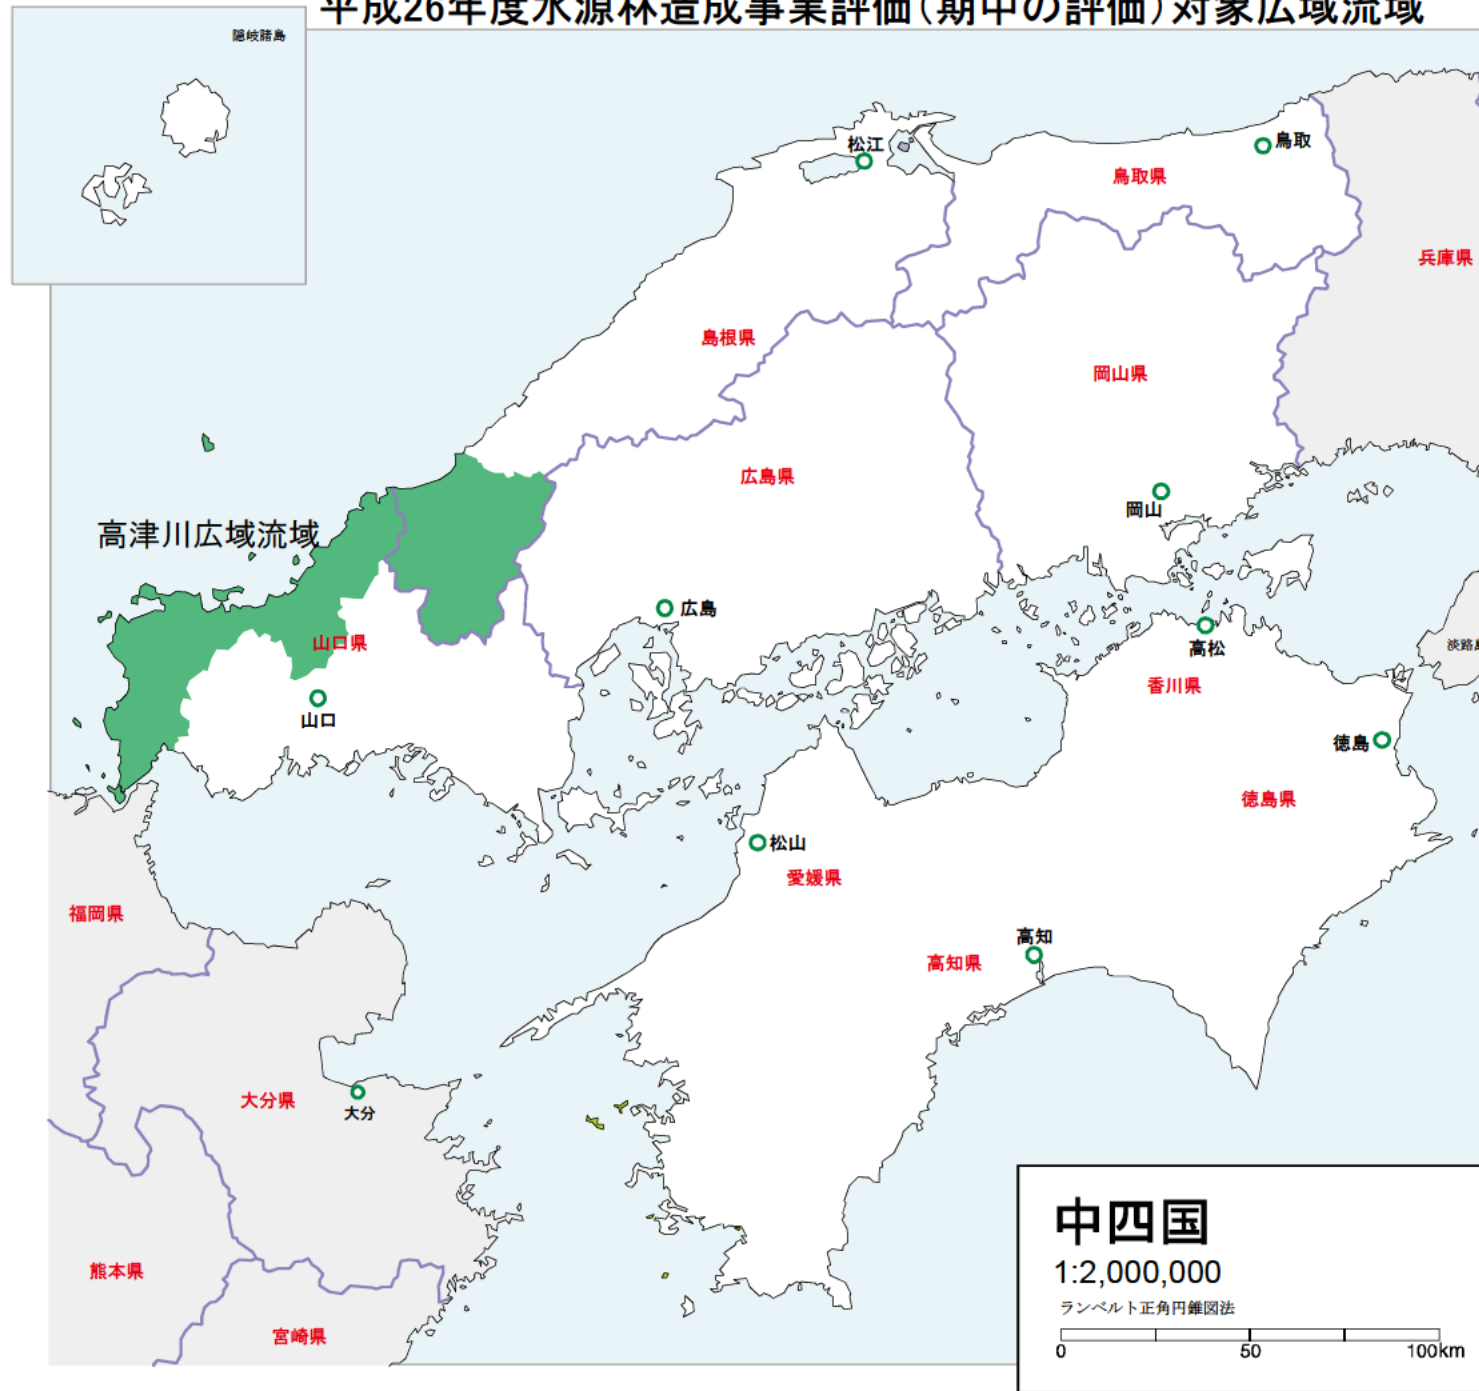 平成26年度水源林造成事業評価（期中の評価）対象広域流域
隠岐諸島
松江
鳥取
鳥取県
兵庫県
島根県
岡山県
広島県
岡山
高津川広域流域
広島
高松
山口県
淡路島
香川県
山口
徳島
徳島県
松山
愛媛県
福岡県
高知
高知県
大分県
大分
中四国
1:2,000,000
ランベルト正角円錐図法
0 50 100km
熊本県
宮崎県